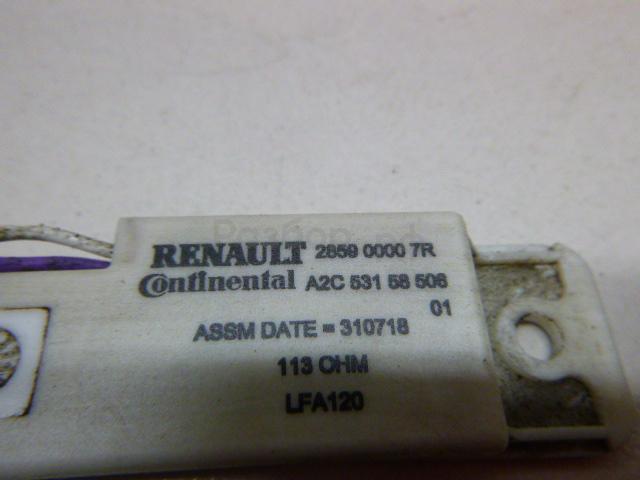 RENAULT 2859 0000 7R
Continental A2C 531 58 506
01
ASSM DATE = 310718
113 OHM
LFA120